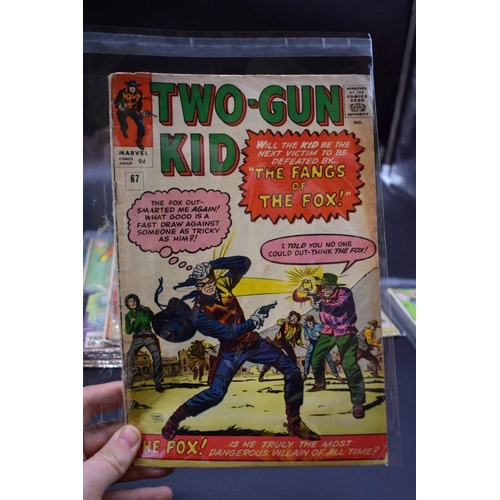 TWO-GUN
KID
MARVEL
COMICS
GROUP
9d
67
APPROVED
BY THE
COMICS
CODE
AUTHORITY
IND.
WILL THE KID BE THE
NEXT VICTIM TO BE
DEFEATED BY...
"THE FANGS
OF
THE FOX!"
THE FOX OUT-
SMARTED ME AGAIN!
WHAT GOOD IS A
FAST DRAW AGAINST
SOMEONE AS TRICKY
AS HIM?!
I TOLD YOU NO ONE
COULD OUT-THINK THE FOX!
HE FOX!
IS HE TRULY THE MOST
DANGEROUS VILLAIN OF ALL TIME?